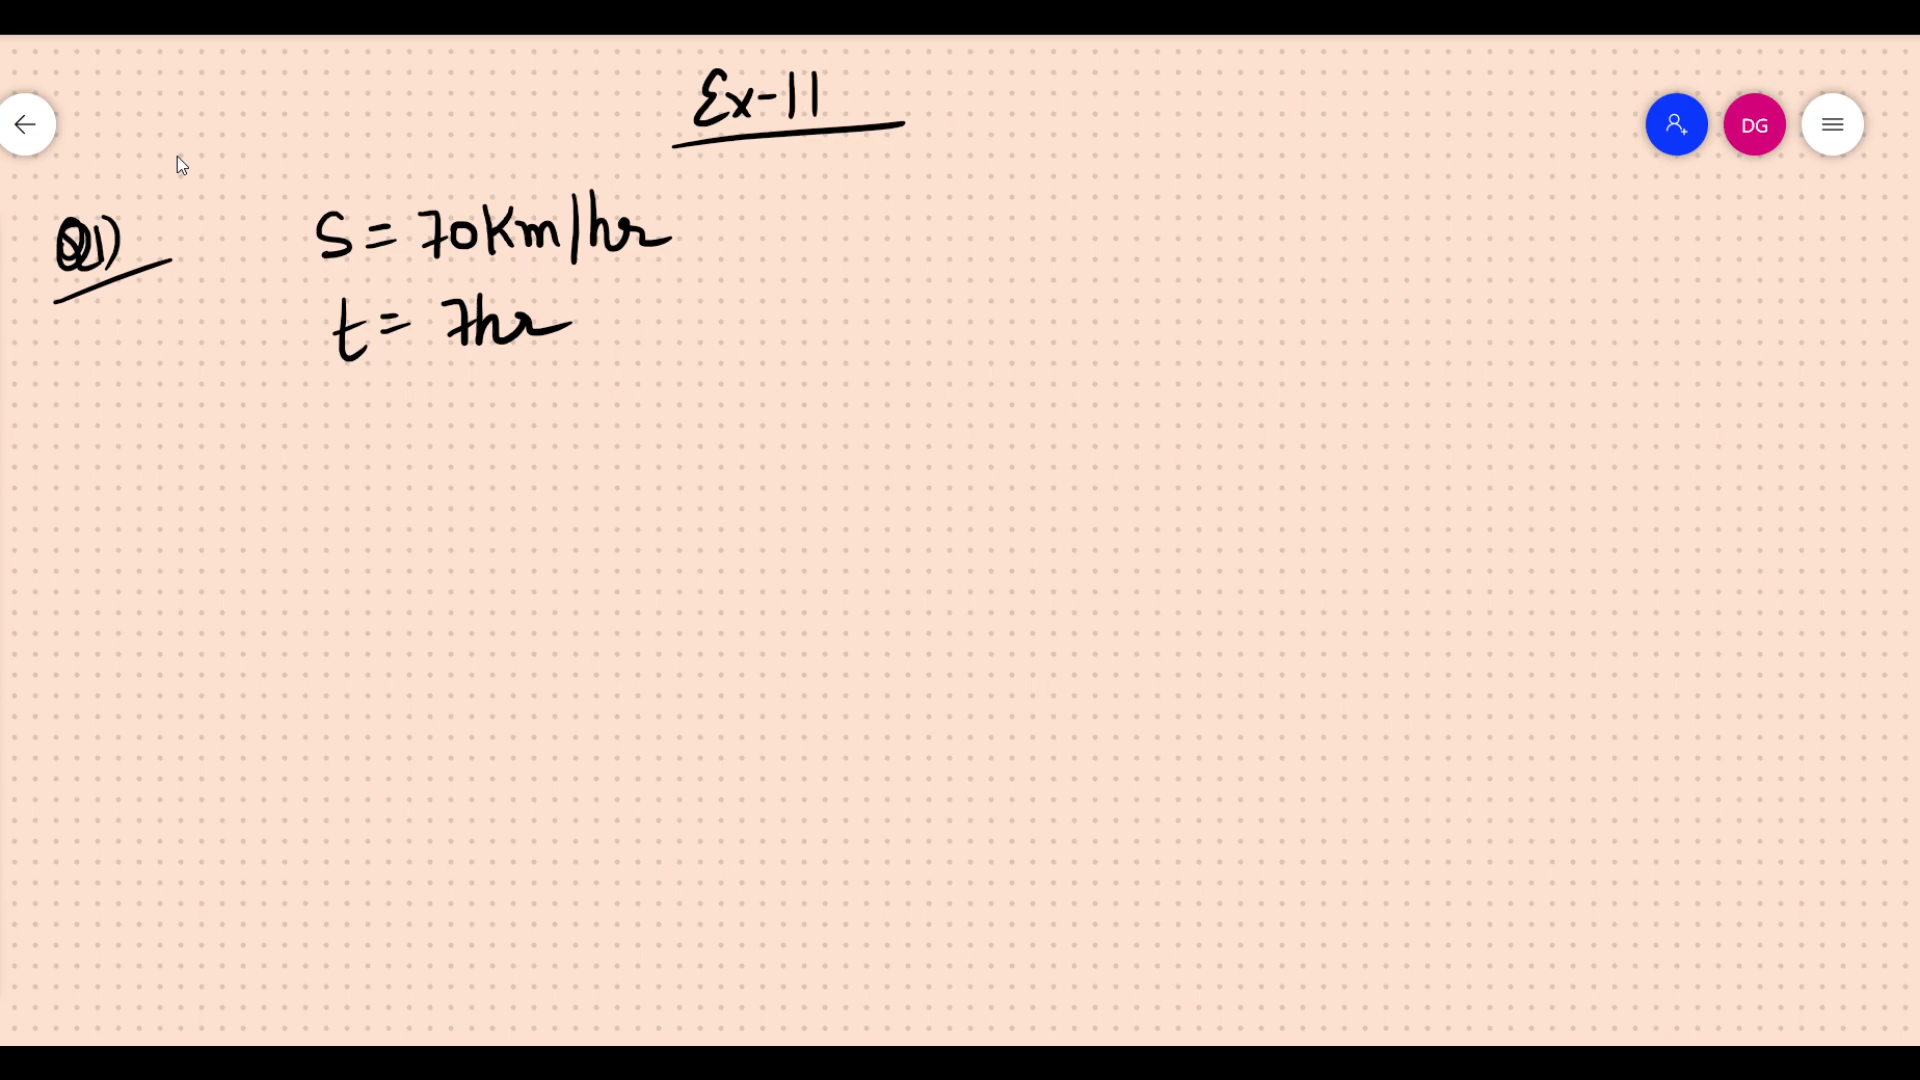 Ex-11
DG
Q1)
S = 70Km/hr
t = 7hr